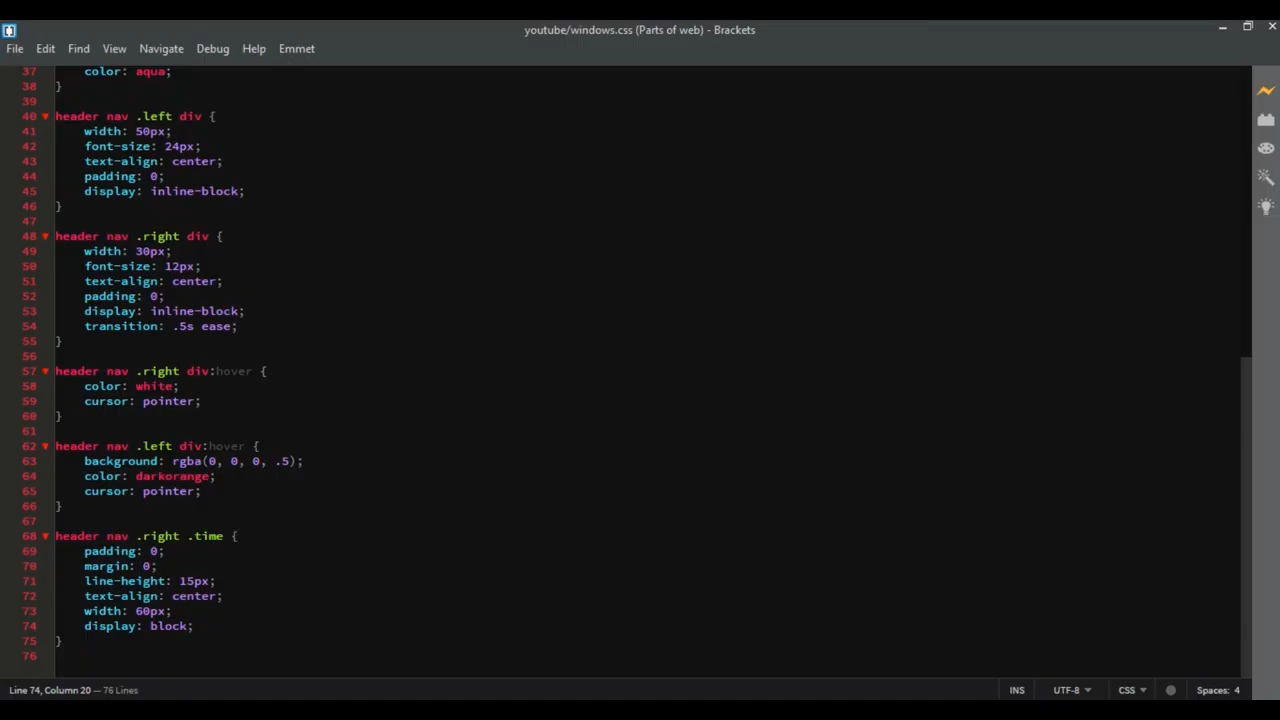 youtube/windows.css (Parts of web) - Brackets
File Edit Find View Navigate Debug Help Emmet
37 color: aqua;
38 }
39
40 header nav .left div {
41 width: 50px;
42 font-size: 24px;
43 text-align: center;
44 padding: 0;
45 display: inline-block;
46 }
47
48 header nav .right div {
49 width: 30px;
50 font-size: 12px;
51 text-align: center;
52 padding: 0;
53 display: inline-block;
54 transition: .5s ease;
55 }
56
57 header nav .right div:hover {
58 color: white;
59 cursor: pointer;
60 }
61
62 header nav .left div:hover {
63 background: rgba(0, 0, 0, .5);
64 color: darkorange;
65 cursor: pointer;
66 }
67
68 header nav .right .time {
69 padding: 0;
70 margin: 0;
71 line-height: 15px;
72 text-align: center;
73 width: 60px;
74 display: block;
75 }
76
Line 74, Column 20 — 76 Lines INS UTF-8 CSS Spaces: 4